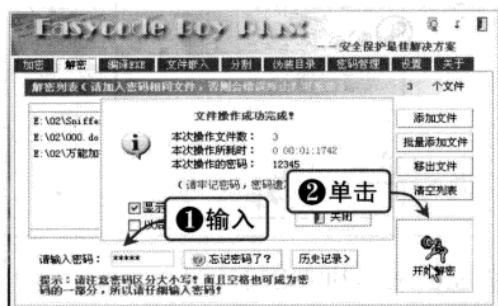 Easycode Boy Plus!
--安全保护最佳解决方案
加密 解密 编译EXE 文件嵌入 分割 伪装目录 密码管理 设置 关于
解密列表(请加入密码相同文件,否则会错误 3 个文件
E:\02\Sniffe
E:\02\000.do
E:\02\万能加
文件操作成功完成!
本次操作文件数: 3
本次操作所耗时: 0:00:01:1742
本次操作的密码: 12345
(请牢记密码,密码遗
显示
以后
关闭
添加文件
批量添加文件
移出文件
清空列表
❶输入
❷单击
请输入密码: ***** 忘记密码了? 历史记录>
开始解密
提示:请注意密码区分大小写!而且空格也可成为密
码的一部分,所以请仔细输入密码!